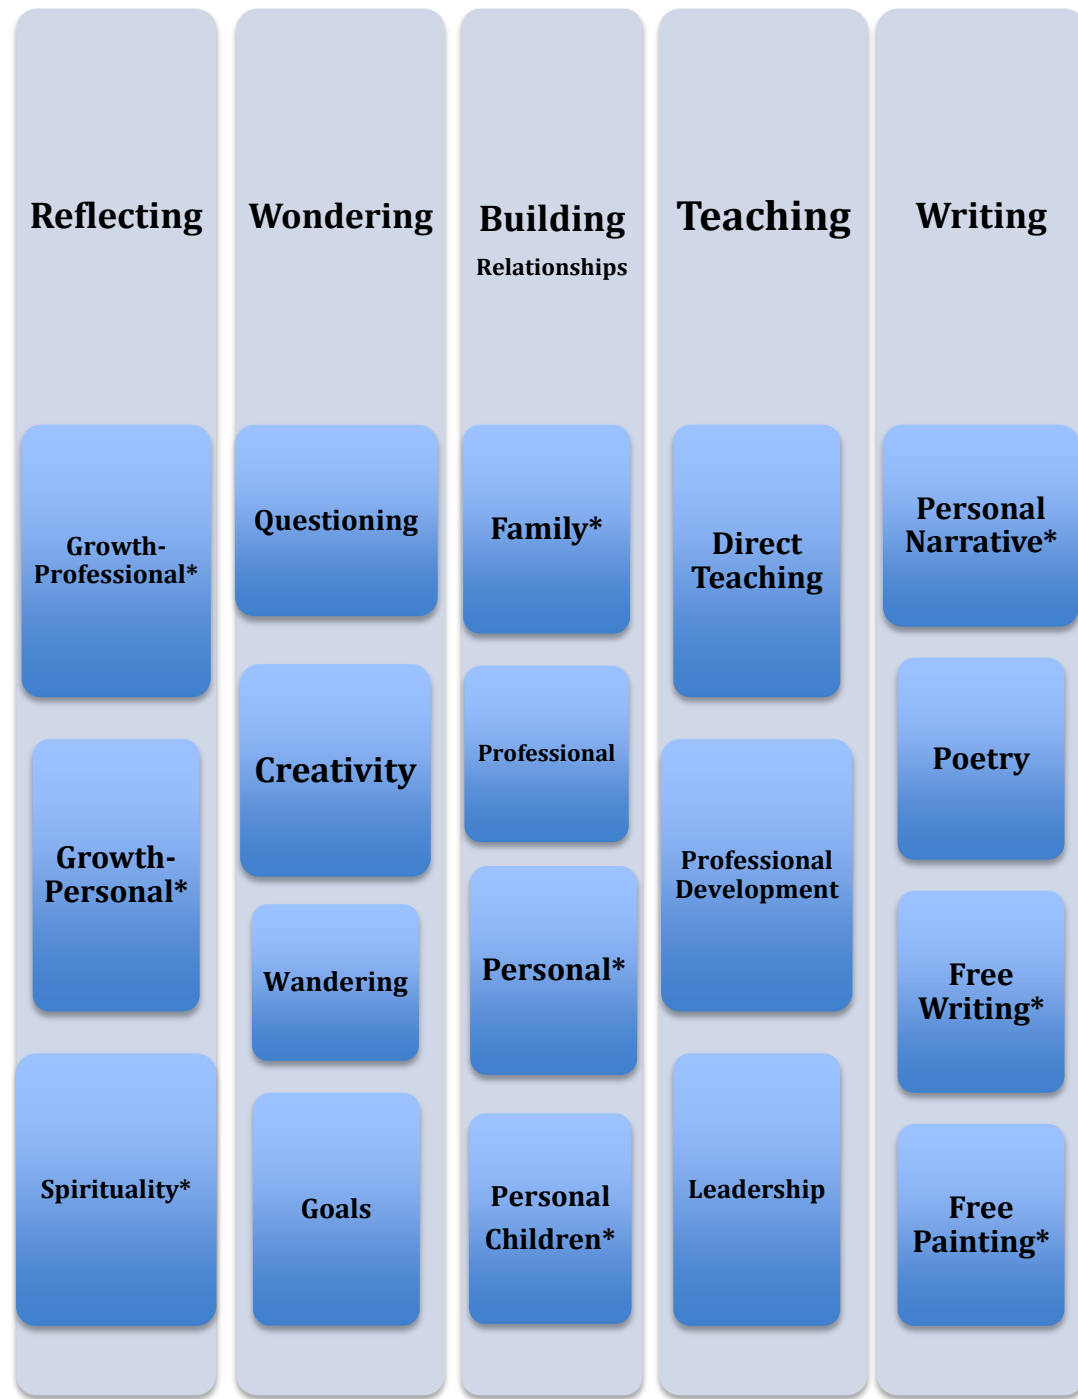 Reflecting
Growth-
Professional*
Growth-
Personal*
Spirituality*
Wondering
Questioning
Creativity
Wandering
Goals
Building
Relationships
Family*
Professional
Personal*
Personal
Children*
Teaching
Direct
Teaching
Professional
Development
Leadership
Writing
Personal
Narrative*
Poetry
Free
Writing*
Free
Painting*